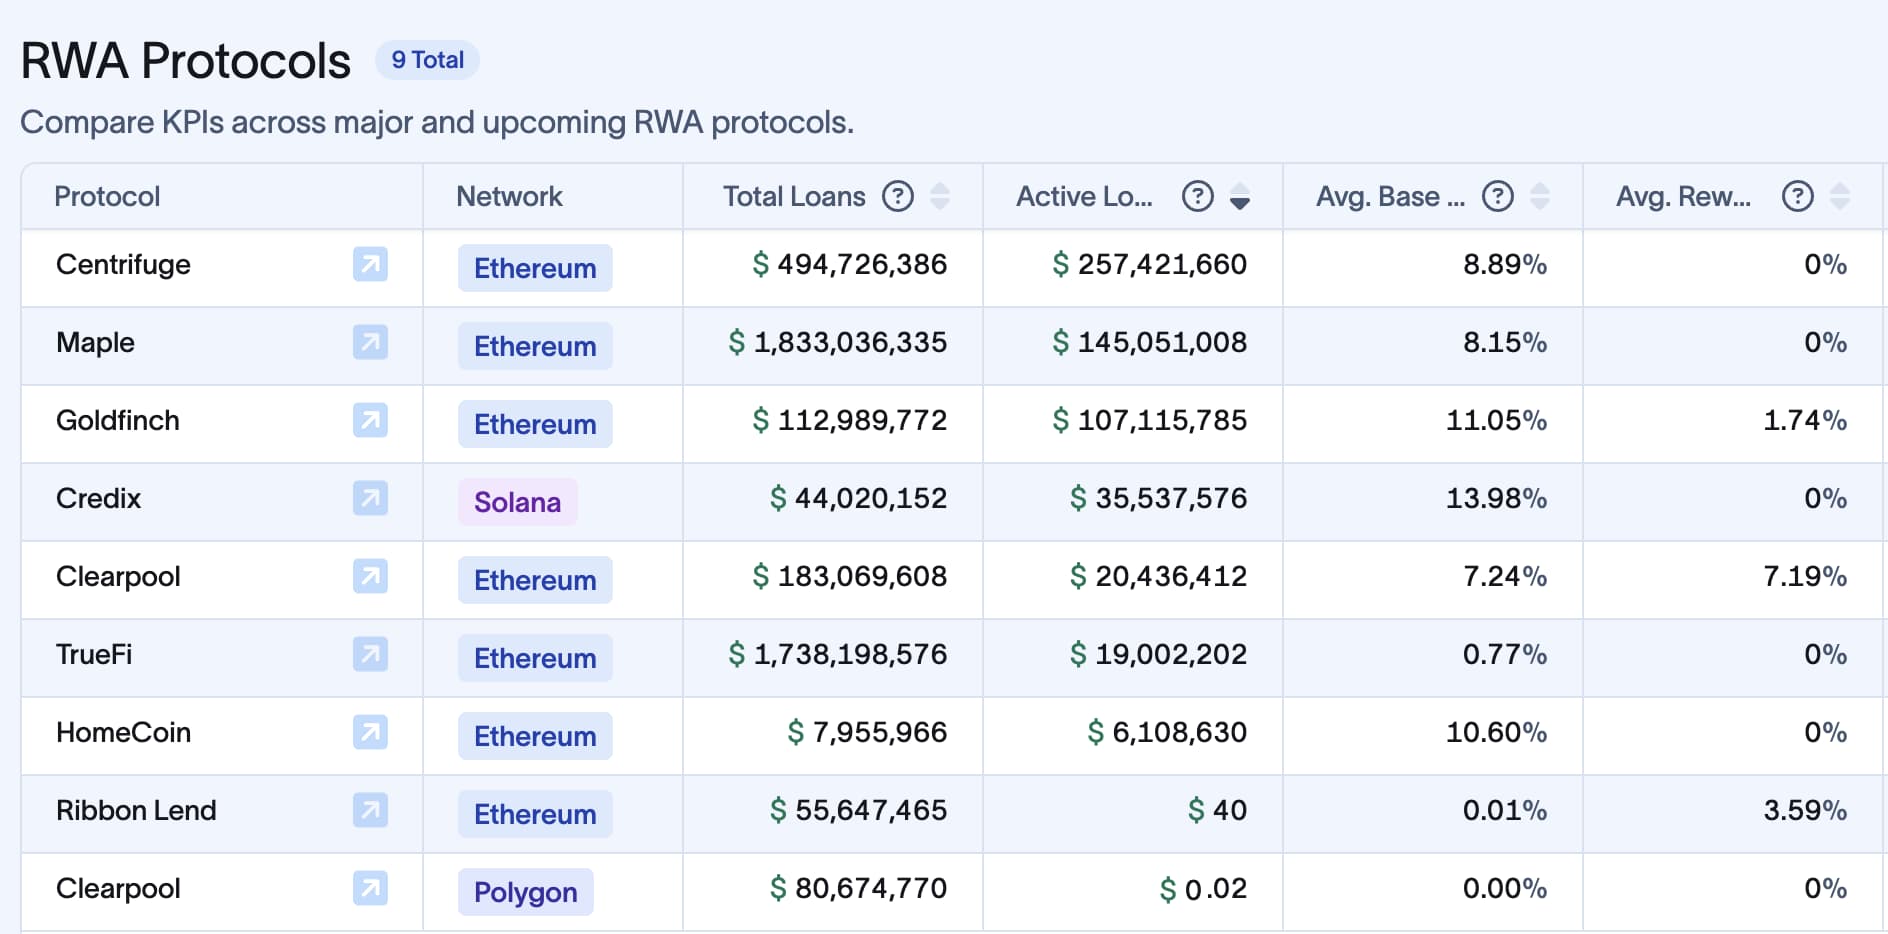 RWA Protocols 9 Total
Compare KPIs across major and upcoming RWA protocols.
Protocol Network Total Loans ? Active Lo... ? Avg. Base ... ? Avg. Rew... ?
Centrifuge Ethereum $ 494,726,386 $ 257,421,660 8.89% 0%
Maple Ethereum $ 1,833,036,335 $ 145,051,008 8.15% 0%
Goldfinch Ethereum $ 112,989,772 $ 107,115,785 11.05% 1.74%
Credix Solana $ 44,020,152 $ 35,537,576 13.98% 0%
Clearpool Ethereum $ 183,069,608 $ 20,436,412 7.24% 7.19%
TrueFi Ethereum $ 1,738,198,576 $ 19,002,202 0.77% 0%
HomeCoin Ethereum $ 7,955,966 $ 6,108,630 10.60% 0%
Ribbon Lend Ethereum $ 55,647,465 $ 40 0.01% 3.59%
Clearpool Polygon $ 80,674,770 $ 0.02 0.00% 0%